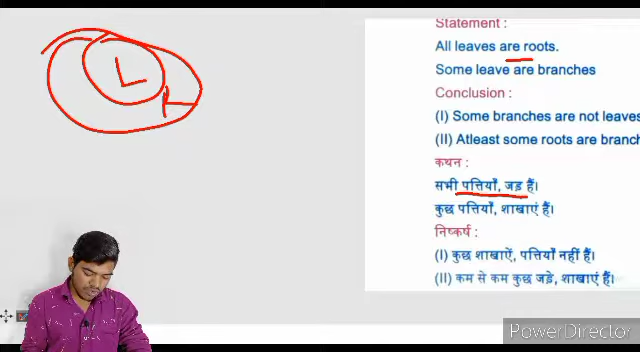 L
Statement :
All leaves are roots.
Some leave are branches
Conclusion :
(I) Some branches are not leaves
(II) Atleast some roots are branch
कथन :
सभी पत्तियाँ, जड़ हैं।
कुछ पत्तियाँ, शाखाएं हैं।
निष्कर्ष :
(I) कुछ शाखाऐं, पत्तियाँ नहीं हैं।
(II) कम से कम कुछ जड़े, शाखाएं हैं।
PowerDirector